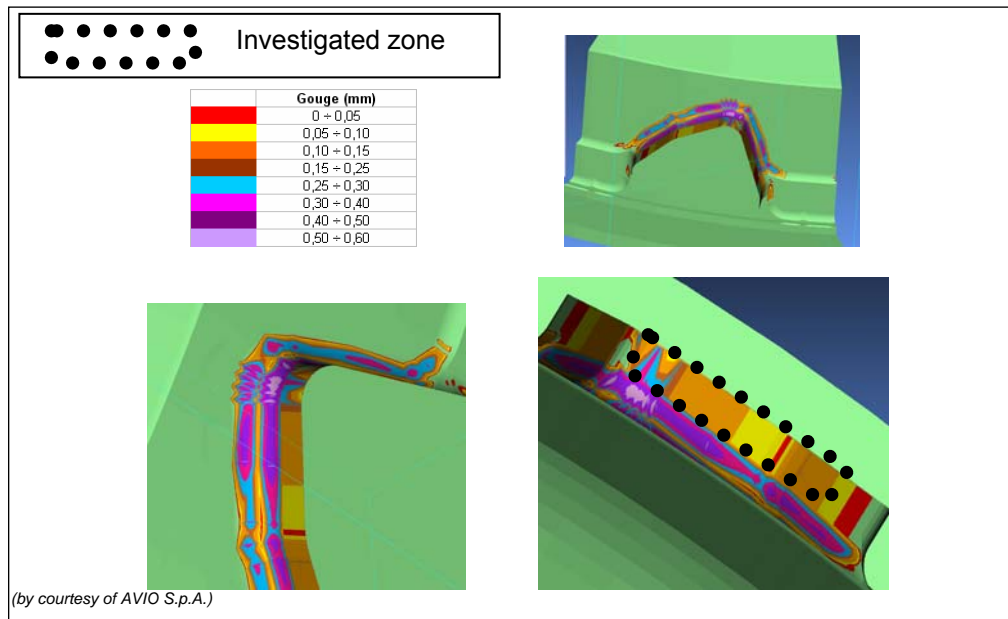 Investigated zone
Gouge (mm)
0 ÷ 0,05
0,05 ÷ 0,10
0,10 ÷ 0,15
0,15 ÷ 0,25
0,25 ÷ 0,30
0,30 ÷ 0,40
0,40 ÷ 0,50
0,50 ÷ 0,60
(by courtesy of AVIO S.p.A.)